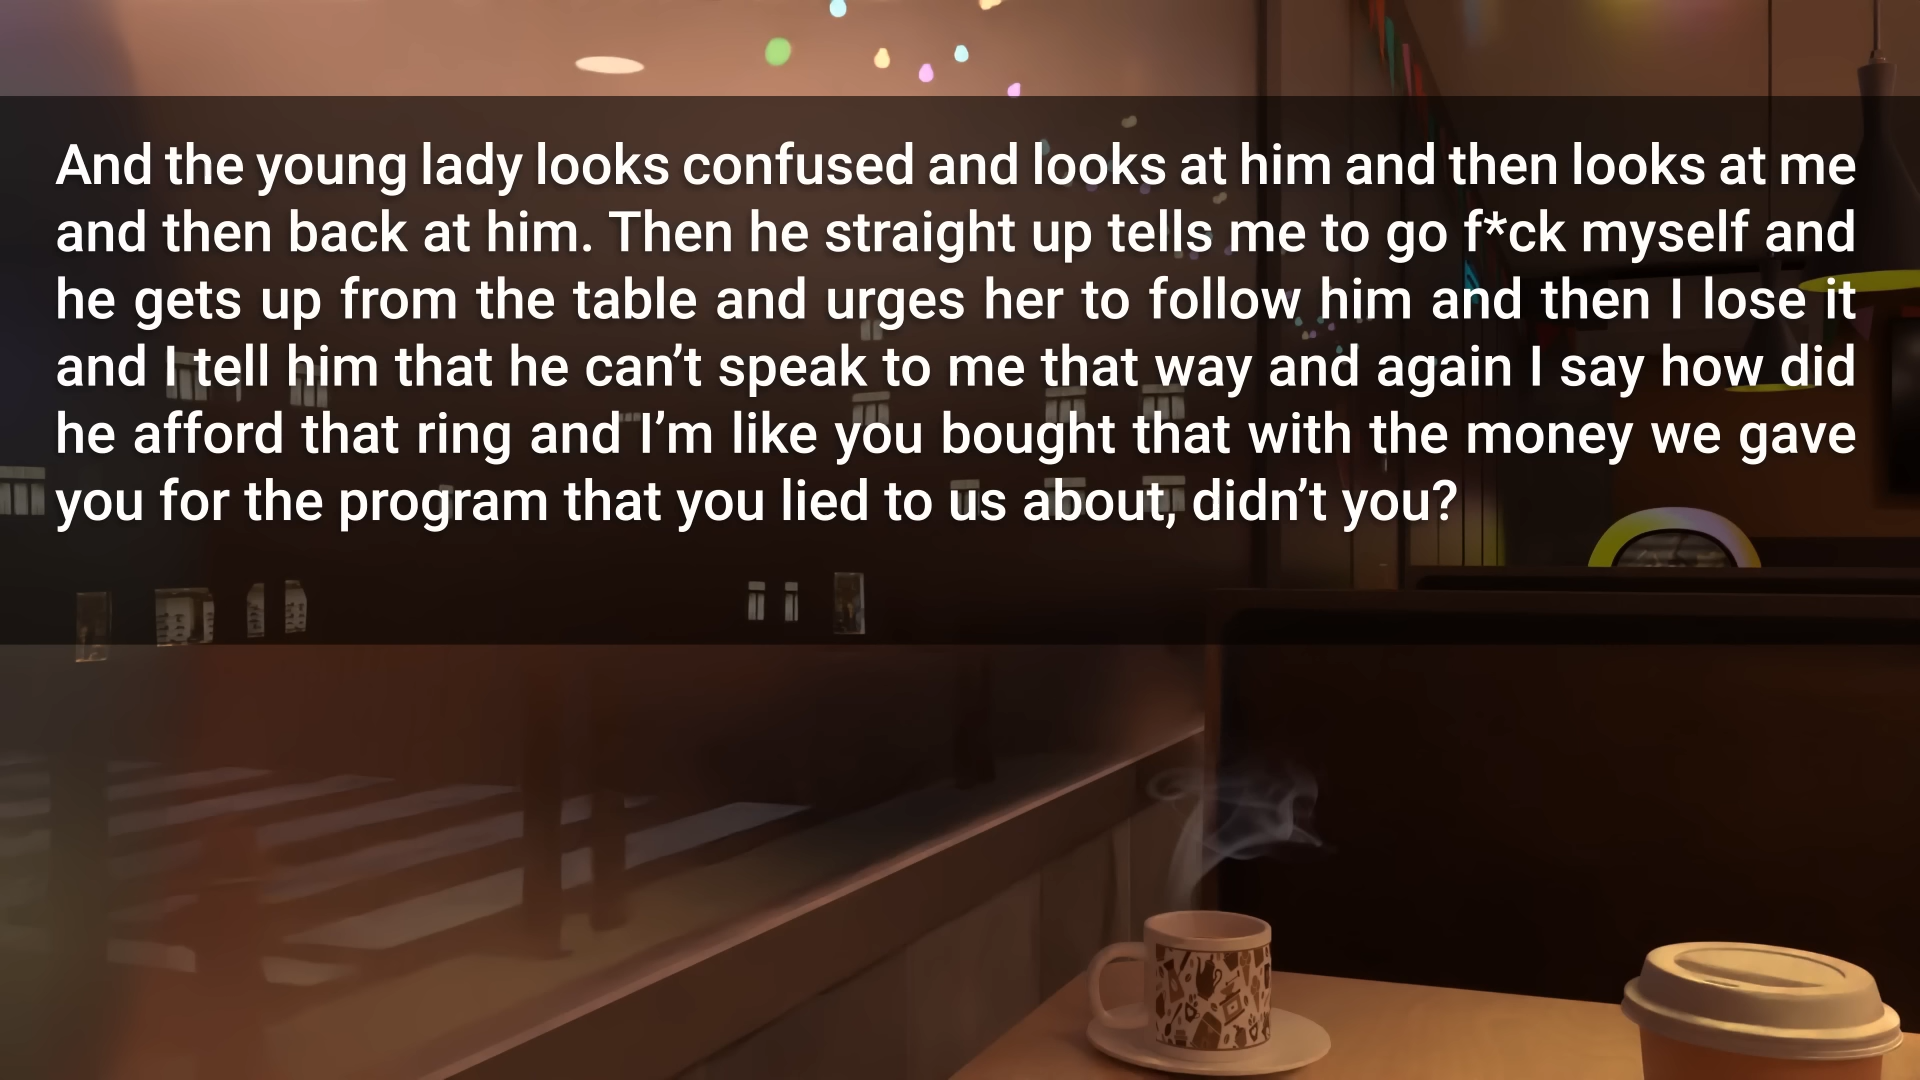 And the young lady looks confused and looks at him and then looks at me
and then back at him. Then he straight up tells me to go f*ck myself and
he gets up from the table and urges her to follow him and then I lose it
and I tell him that he can’t speak to me that way and again I say how did
he afford that ring and I’m like you bought that with the money we gave
you for the program that you lied to us about, didn’t you?